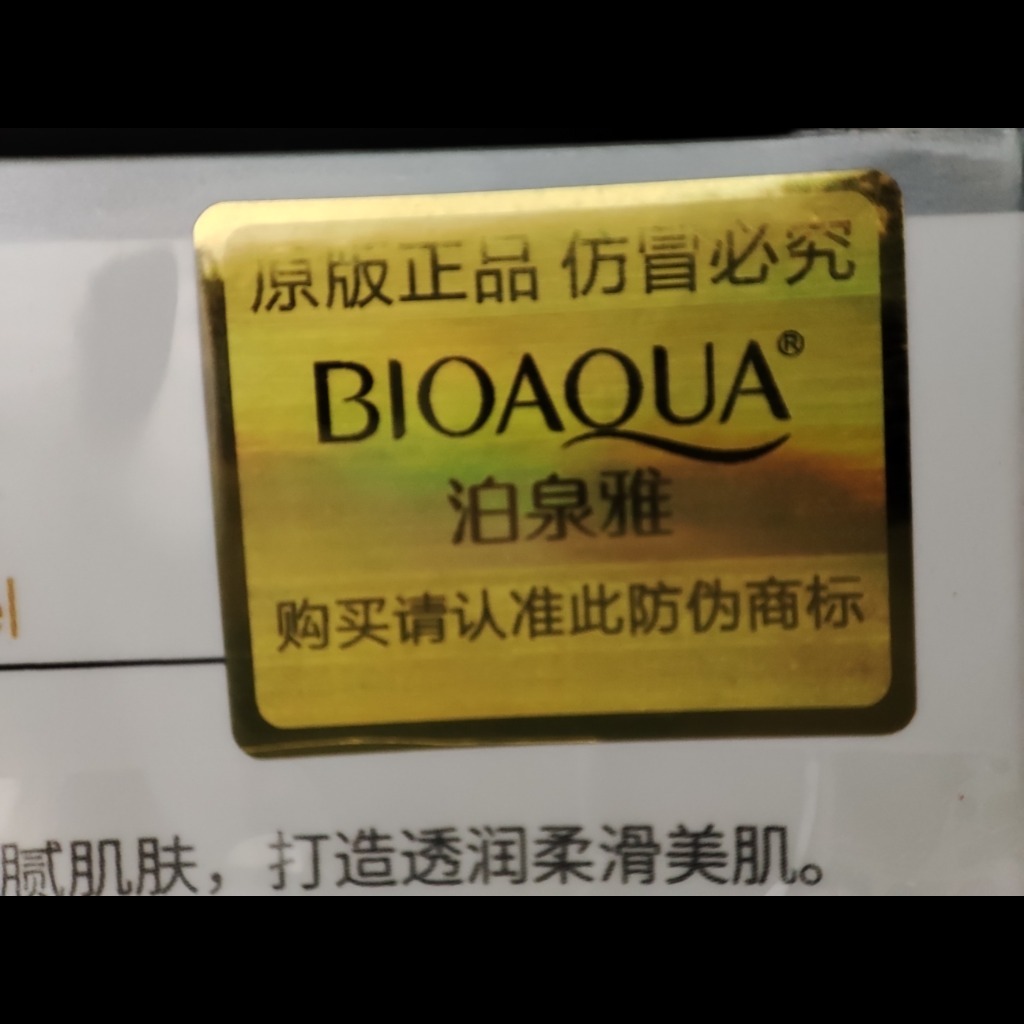 原版正品 仿冒必究
BIOAQUA®
泊泉雅
购买请认准此防伪商标
el
腻肌肤，打造透润柔滑美肌。